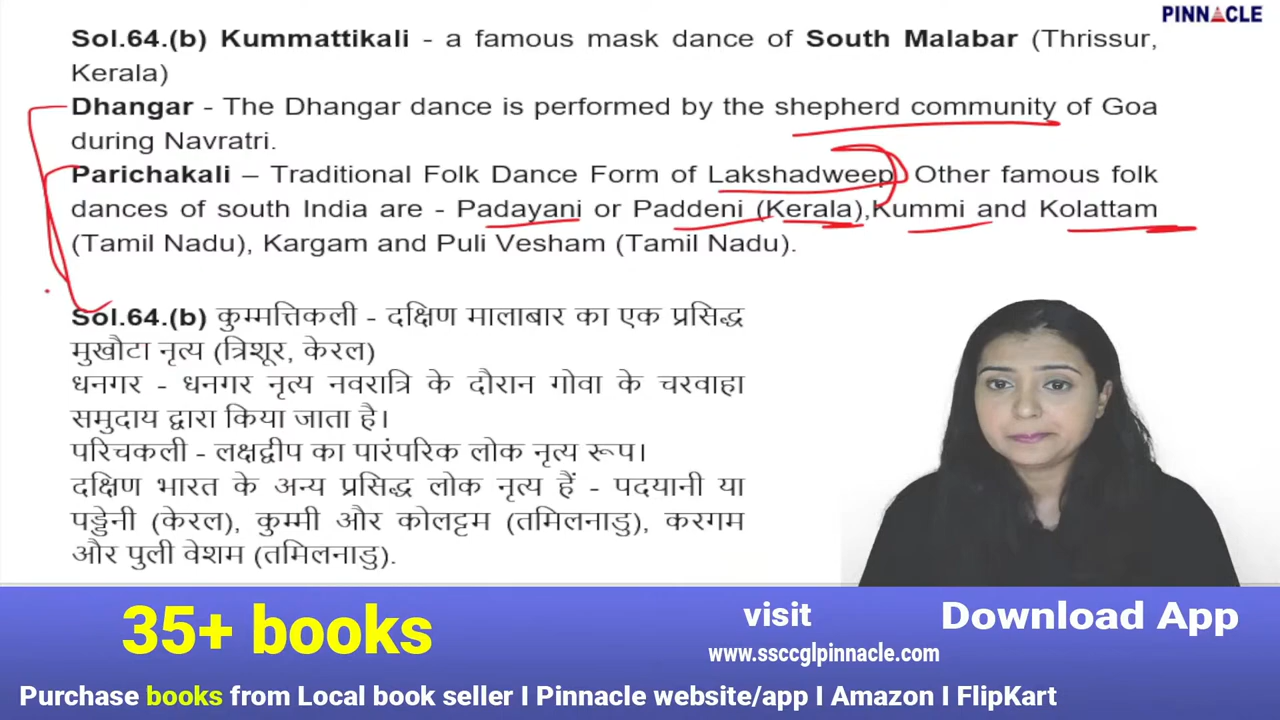 PINNACLE
Sol.64.(b) Kummattikali - a famous mask dance of South Malabar (Thrissur,
Kerala)
Dhangar - The Dhangar dance is performed by the shepherd community of Goa
during Navratri.
Parichakali – Traditional Folk Dance Form of Lakshadweep Other famous folk
dances of south India are - Padayani or Paddeni (Kerala),Kummi and Kolattam
(Tamil Nadu), Kargam and Puli Vesham (Tamil Nadu).
Sol.64.(b) कुम्मत्तिकली - दक्षिण मालाबार का एक प्रसिद्ध
मुखौटा नृत्य (त्रिशूर, केरल)
धनगर - धनगर नृत्य नवरात्रि के दौरान गोवा के चरवाहा
समुदाय द्वारा किया जाता है।
परिचकली - लक्षद्वीप का पारंपरिक लोक नृत्य रूप।
दक्षिण भारत के अन्य प्रसिद्ध लोक नृत्य हैं - पदयानी या
पड्डेनी (केरल), कुम्मी और कोलट्टम (तमिलनाडु), करगम
और पुली वेशम (तमिलनाडु).
35+ books
visit
www.ssccglpinnacle.com
Download App
Purchase books from Local book seller I Pinnacle website/app I Amazon I FlipKart